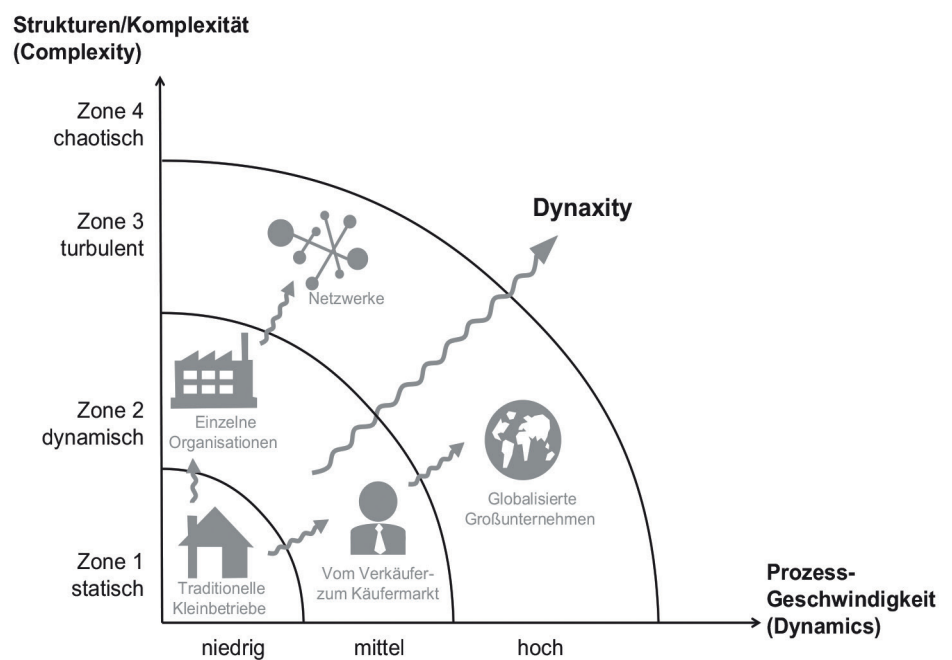 Strukturen/Komplexität
(Complexity)
Zone 4
chaotisch
Zone 3
turbulent
Dynaxity
Netzwerke
Zone 2
dynamisch
Einzelne
Organisationen
Globalisierte
Großunternehmen
Zone 1
statisch
Traditionelle
Kleinbetriebe
Vom Verkäufer-
zum Käufermarkt
Prozess-
Geschwindigkeit
(Dynamics)
niedrig
mittel
hoch